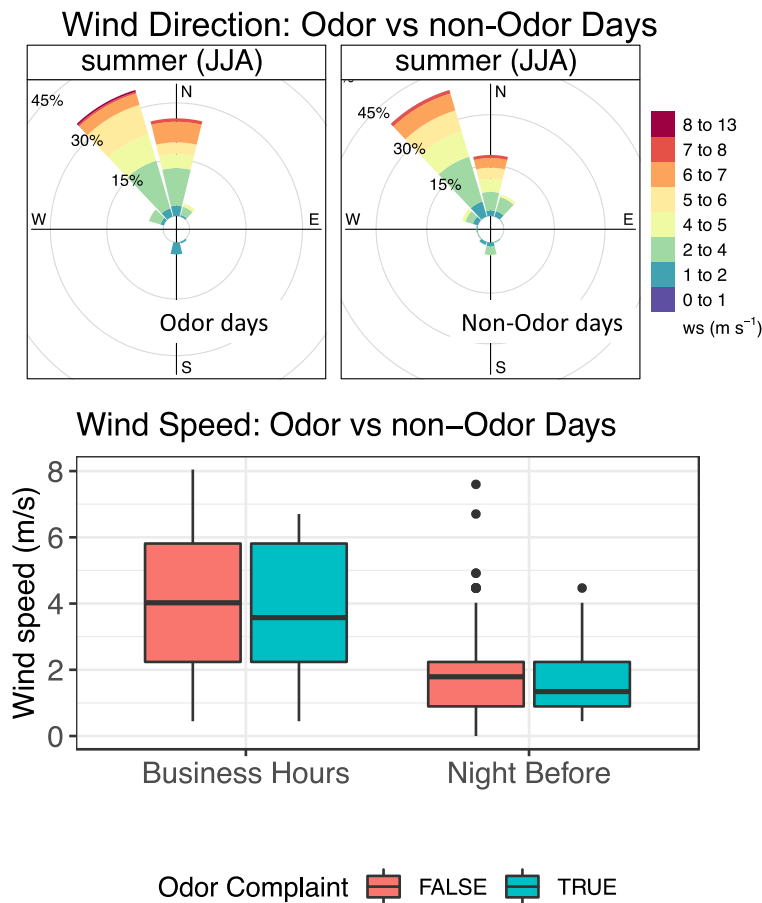 Wind Direction: Odor vs non-Odor Days
summer (JJA)
summer (JJA)
N
45%
30%
15%
W
E
S
Odor days
N
45%
30%
15%
W
E
S
Non-Odor days
8 to 13
7 to 8
6 to 7
5 to 6
4 to 5
2 to 4
1 to 2
0 to 1
ws (m s⁻¹)
Wind Speed: Odor vs non–Odor Days
Wind speed (m/s)
8
6
4
2
0
Business Hours
Night Before
Odor Complaint FALSE TRUE